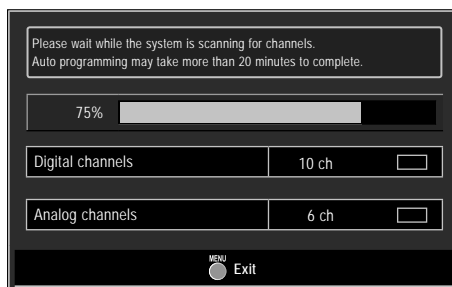 Please wait while the system is scanning for channels.
Auto programming may take more than 20 minutes to complete.
75%
Digital channels 10 ch
Analog channels 6 ch
MENU
Exit